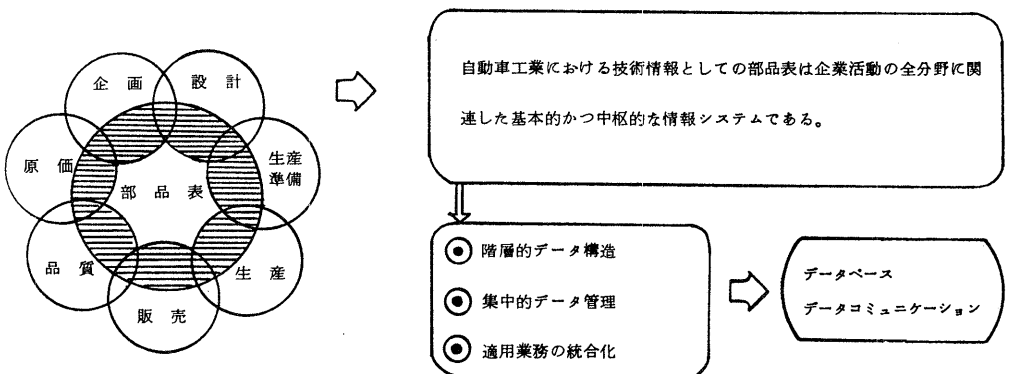 企画
設計
原価
生産
準備
部品表
品質
生産
販売
自動車工業における技術情報としての部品表は企業活動の全分野に関
連した基本的かつ中枢的な情報システムである。
階層的データ構造
集中的データ管理
適用業務の統合化
データベース
データコミュニケーション